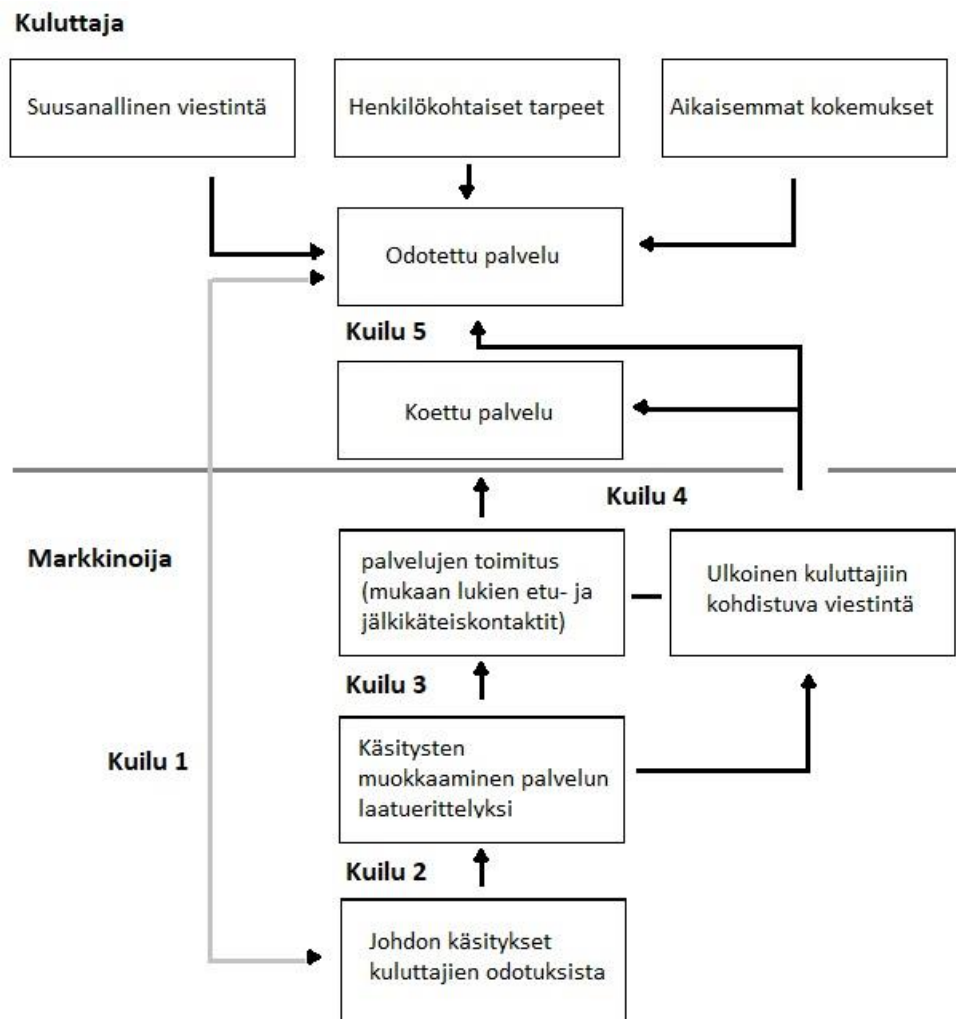 Kuluttaja
Suusanallinen viestintä
Henkilökohtaiset tarpeet
Aikaisemmat kokemukset
Odotettu palvelu
Kuilu 5
Koettu palvelu
Kuilu 4
Markkinoija
palvelujen toimitus
(mukaan lukien etu- ja
jälkikäteiskontaktit)
Ulkoinen kuluttajiin
kohdistuva viestintä
Kuilu 3
Kuilu 1
Käsitysten
muokkaaminen palvelun
laatuerittelyksi
Kuilu 2
Johdon käsitykset
kuluttajien odotuksista